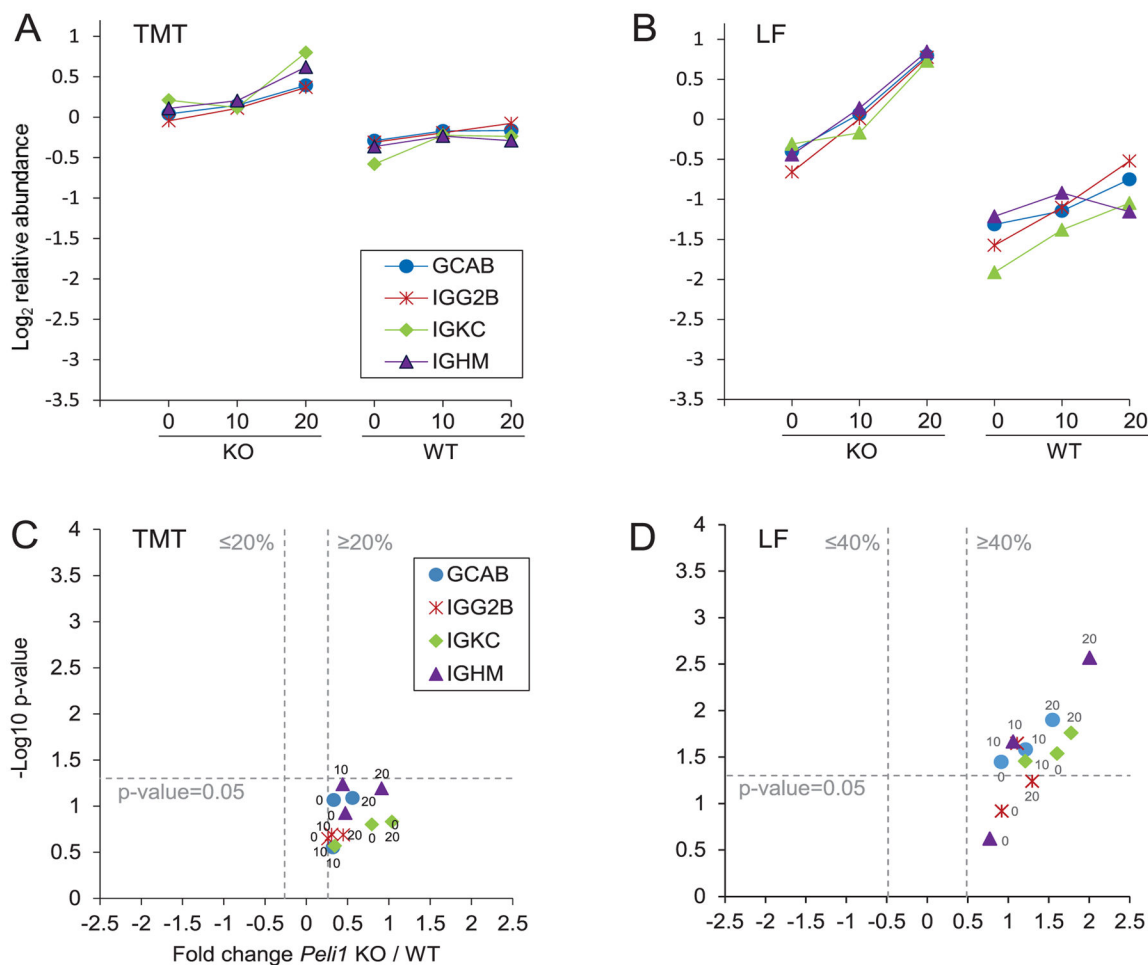 A TMT
1
0.5
0
-0.5
-1
-1.5
-2
-2.5
-3
-3.5
Log2 relative abundance
GCAB
IGG2B
IGKC
IGHM
0 10 20 0 10 20
KO WT
B LF
1
0.5
0
-0.5
-1
-1.5
-2
-2.5
-3
-3.5
0 10 20 0 10 20
KO WT
C TMT
≤20% ≥20%
4
3.5
3
2.5
2
1.5
1
0.5
0
-Log10 p-value
GCAB
IGG2B
IGKC
IGHM
p-value=0.05
10 20
0 20
0
10 0
0 20 0 20
10
10
-2.5 -2 -1.5 -1 -0.5 0 0.5 1 1.5 2 2.5
Fold change Peli1 KO / WT
D LF
≤40% ≥40%
4
3.5
3
2.5
2
1.5
1
0.5
0
p-value=0.05
20
20
20
10 10
10
0 0
20
0
0
-2.5 -2 -1.5 -1 -0.5 0 0.5 1 1.5 2 2.5